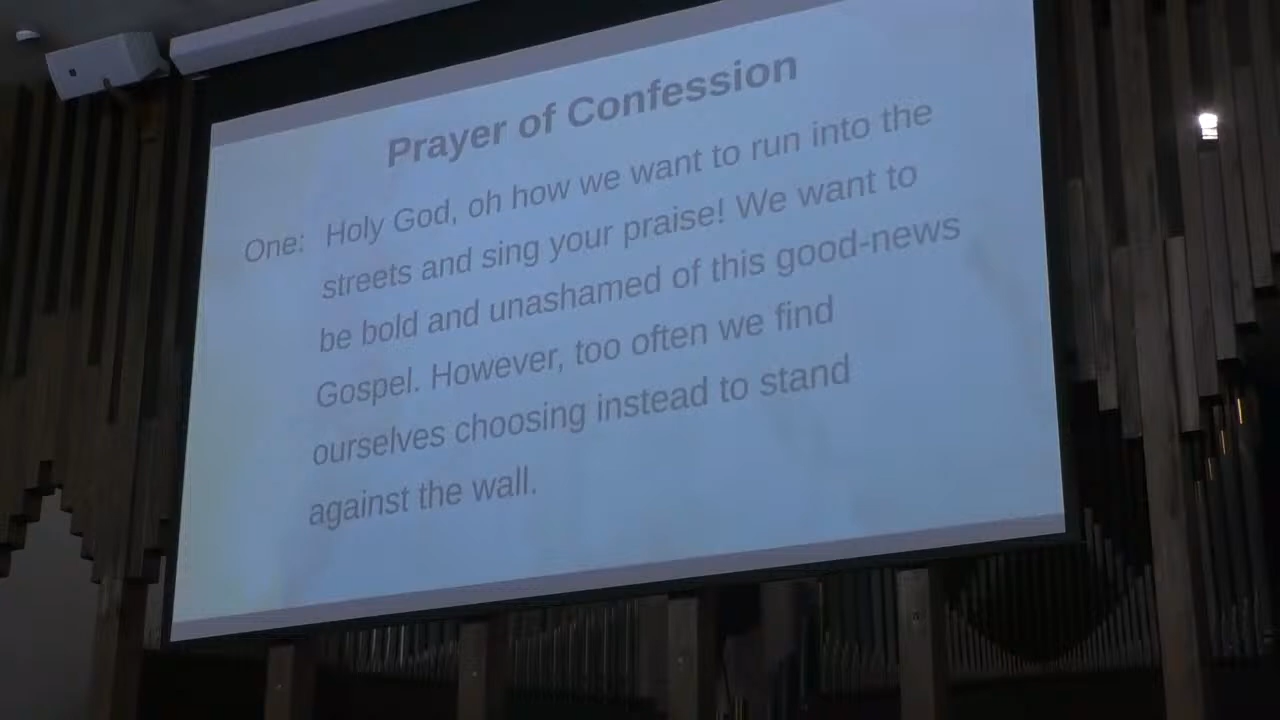 Prayer of Confession
One: Holy God, oh how we want to run into the
streets and sing your praise! We want to
be bold and unashamed of this good-news
Gospel. However, too often we find
ourselves choosing instead to stand
against the wall.